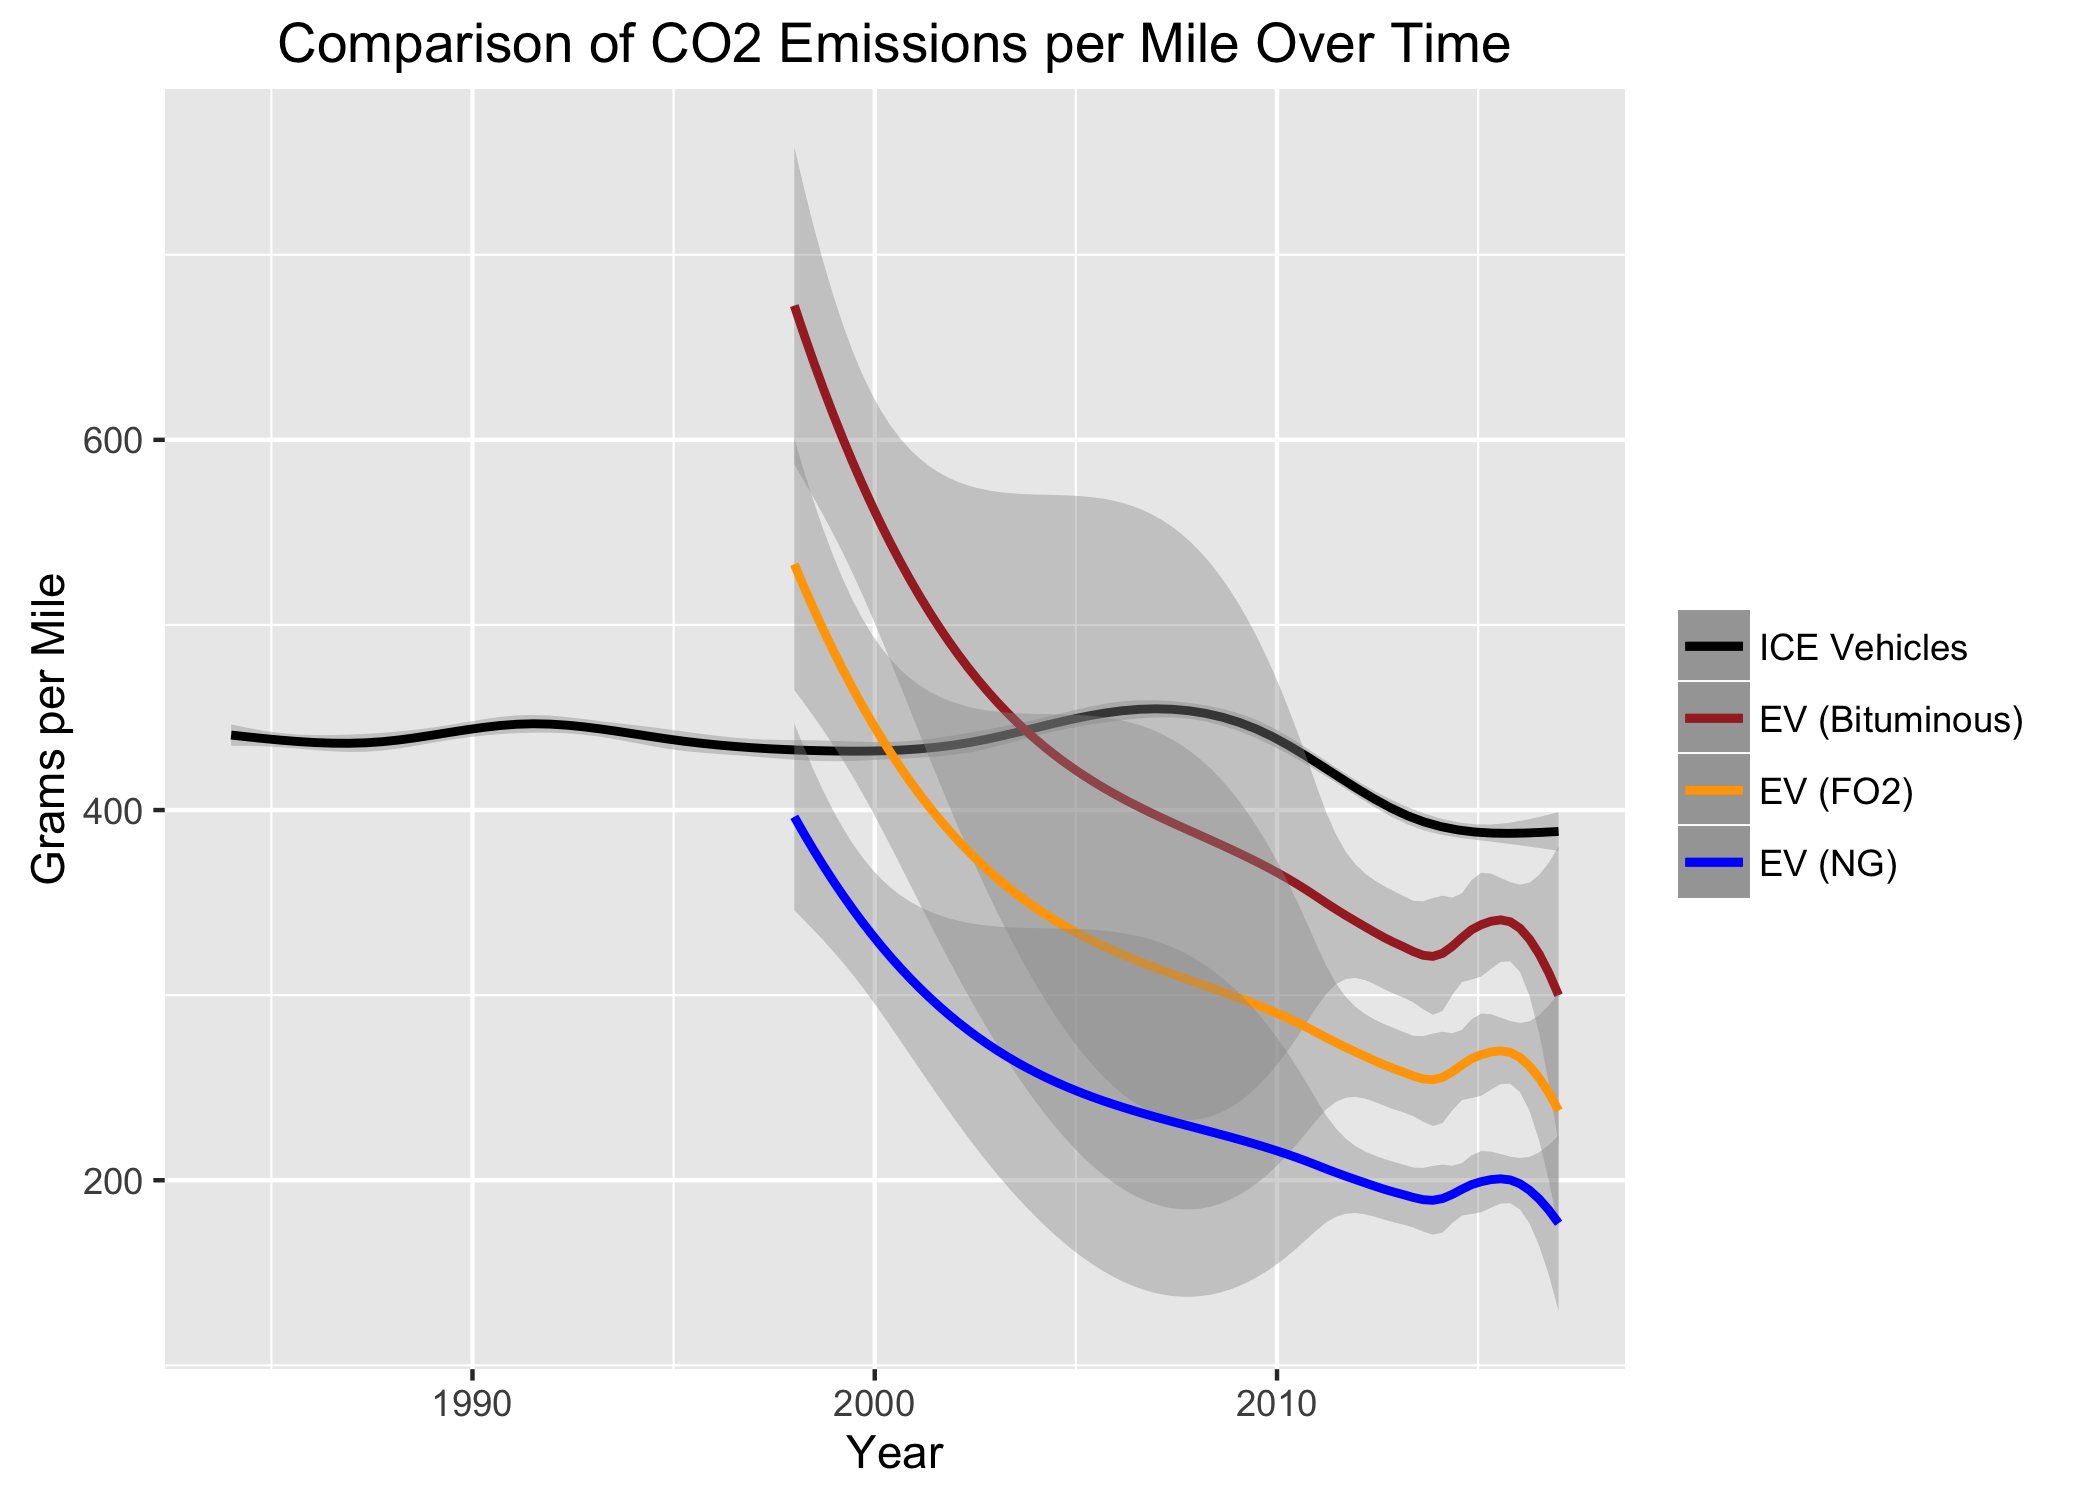 Comparison of CO2 Emissions per Mile Over Time
Grams per Mile
600
400
200
1990
2000
2010
Year
ICE Vehicles
EV (Bituminous)
EV (FO2)
EV (NG)